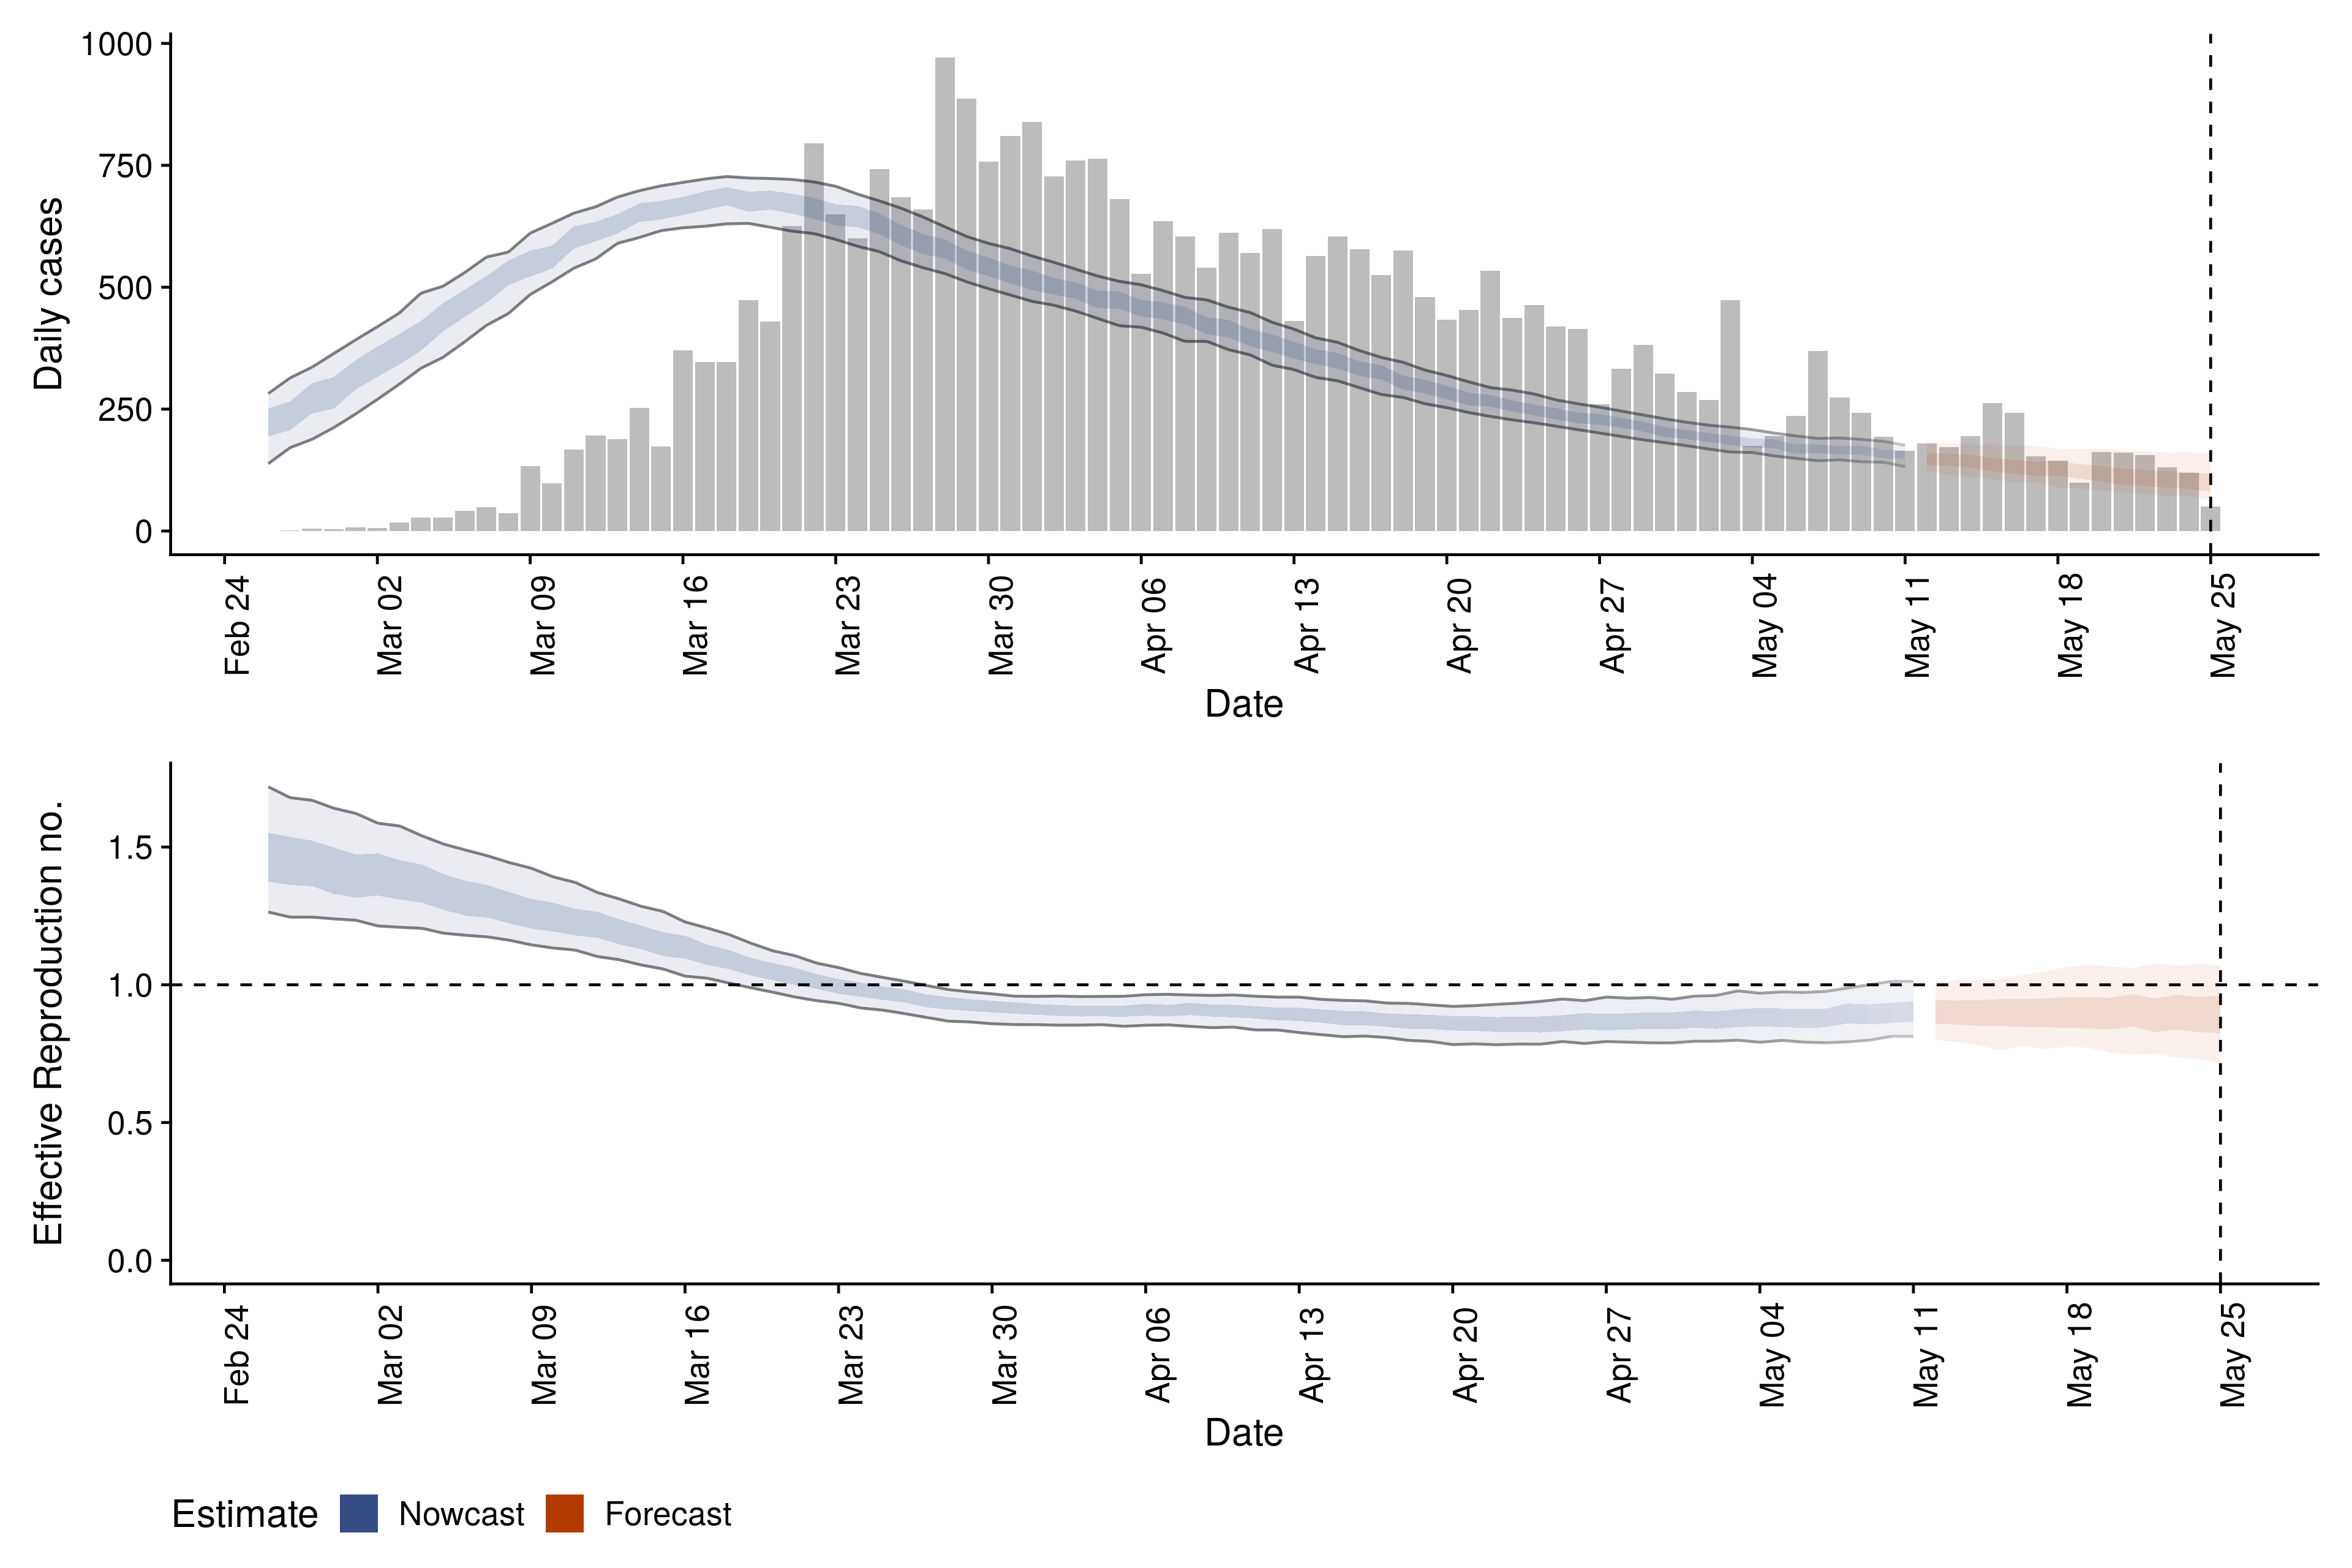 1000
750
500
250
0
Daily cases
Feb 24
Mar 02
Mar 09
Mar 16
Mar 23
Mar 30
Apr 06
Apr 13
Apr 20
Apr 27
May 04
May 11
May 18
May 25
Date
1.5
1.0
0.5
0.0
Effective Reproduction no.
Feb 24
Mar 02
Mar 09
Mar 16
Mar 23
Mar 30
Apr 06
Apr 13
Apr 20
Apr 27
May 04
May 11
May 18
May 25
Date
Estimate Nowcast Forecast